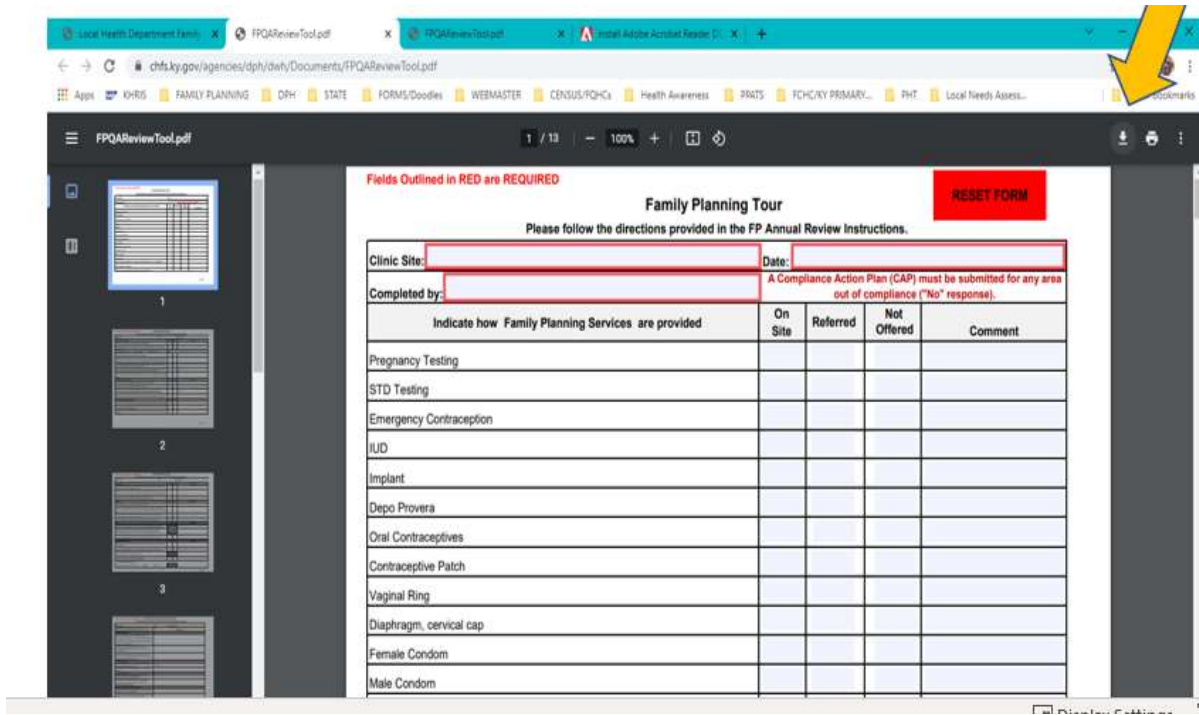 Local Health Department Family
FPQAReviewTool.pdf
FPQAReviewTool.pdf
Install Adobe Acrobat Reader D
chfs.ky.gov/agencies/dph/dwh/Documents/FPQAReviewTool.pdf
Apps KHRIS FAMILY PLANNING DPH STATE FORMS/Doodles WEBMASTER CENSUS/FQHCs Health Awareness PRATS FCHC/KY PRIMARY... PHT Local Needs Assess...
FPQAReviewTool.pdf 1 / 13 100%
Fields Outlined in RED are REQUIRED
RESET FORM
Family Planning Tour
Please follow the directions provided in the FP Annual Review Instructions.
Clinic Site: Date:
Completed by: A Compliance Action Plan (CAP) must be submitted for any area
out of compliance ("No" response).
Indicate how Family Planning Services are provided On Site Referred Not Offered Comment
Pregnancy Testing
STD Testing
Emergency Contraception
IUD
Implant
Depo Provera
Oral Contraceptives
Contraceptive Patch
Vaginal Ring
Diaphragm, cervical cap
Female Condom
Male Condom
1
2
3